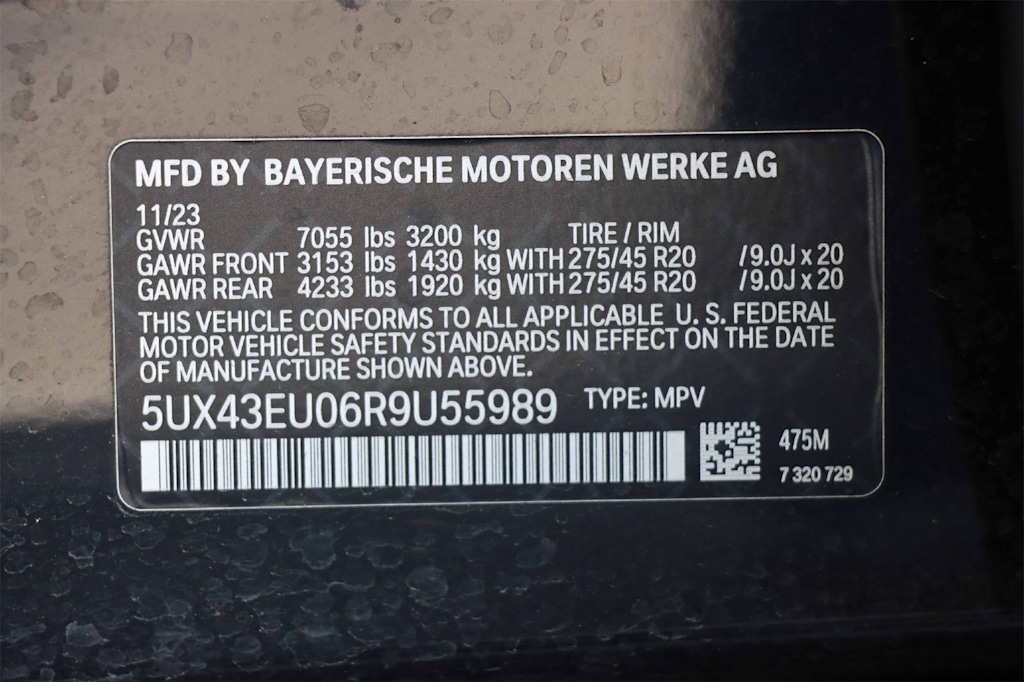 MFD BY BAYERISCHE MOTOREN WERKE AG
11/23
GVWR 7055 lbs 3200 kg TIRE / RIM
GAWR FRONT 3153 lbs 1430 kg WITH 275/45 R20 /9.0J x 20
GAWR REAR 4233 lbs 1920 kg WITH 275/45 R20 /9.0J x 20
THIS VEHICLE CONFORMS TO ALL APPLICABLE U. S. FEDERAL
MOTOR VEHICLE SAFETY STANDARDS IN EFFECT ON THE DATE
OF MANUFACTURE SHOWN ABOVE.
5UX43EU06R9U55989 TYPE: MPV
475M
7 320 729